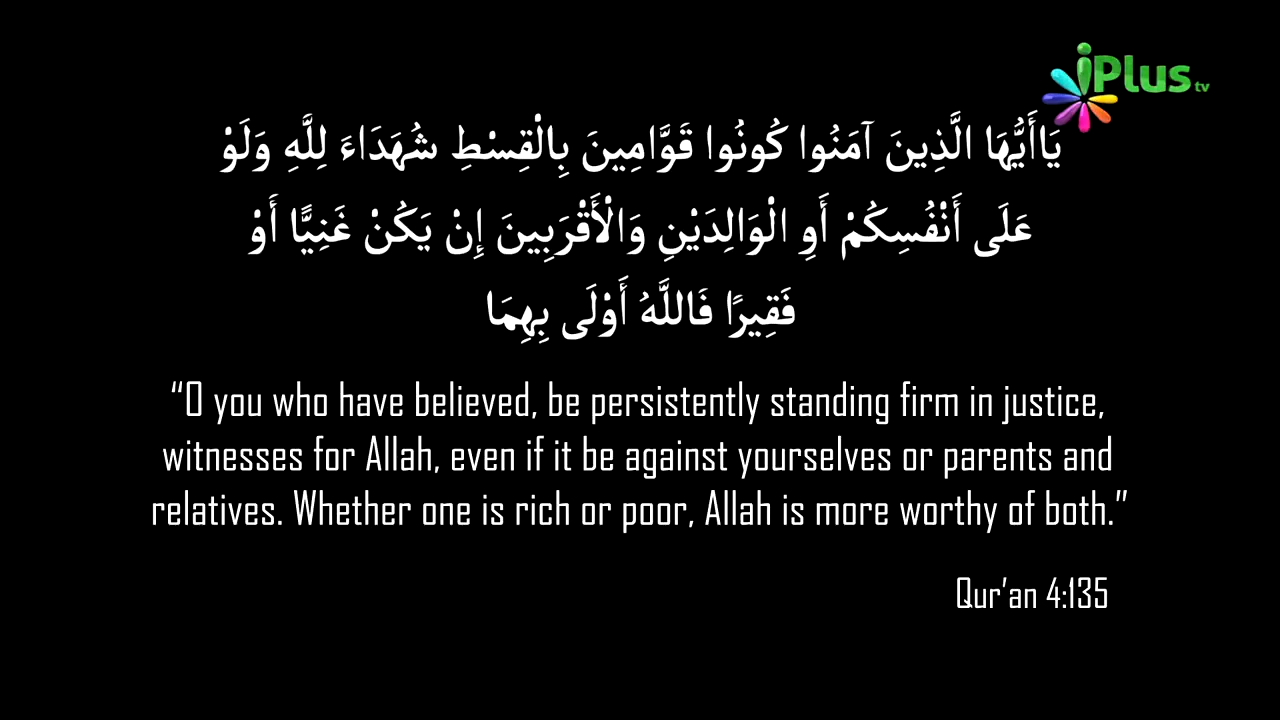 iPlus tv
يَاأَيُّهَا الَّذِينَ آمَنُوا كُونُوا قَوَّامِينَ بِالْقِسْطِ شُهَدَاءَ لِلَّهِ وَلَوْ
عَلَى أَنْفُسِكُمْ أَوِ الْوَالِدَيْنِ وَالْأَقْرَبِينَ إِنْ يَكُنْ غَنِيًّا أَوْ
فَقِيرًا فَاللَّهُ أَوْلَى بِهِمَا
“O you who have believed, be persistently standing firm in justice,
witnesses for Allah, even if it be against yourselves or parents and
relatives. Whether one is rich or poor, Allah is more worthy of both.”
Qur’an 4:135